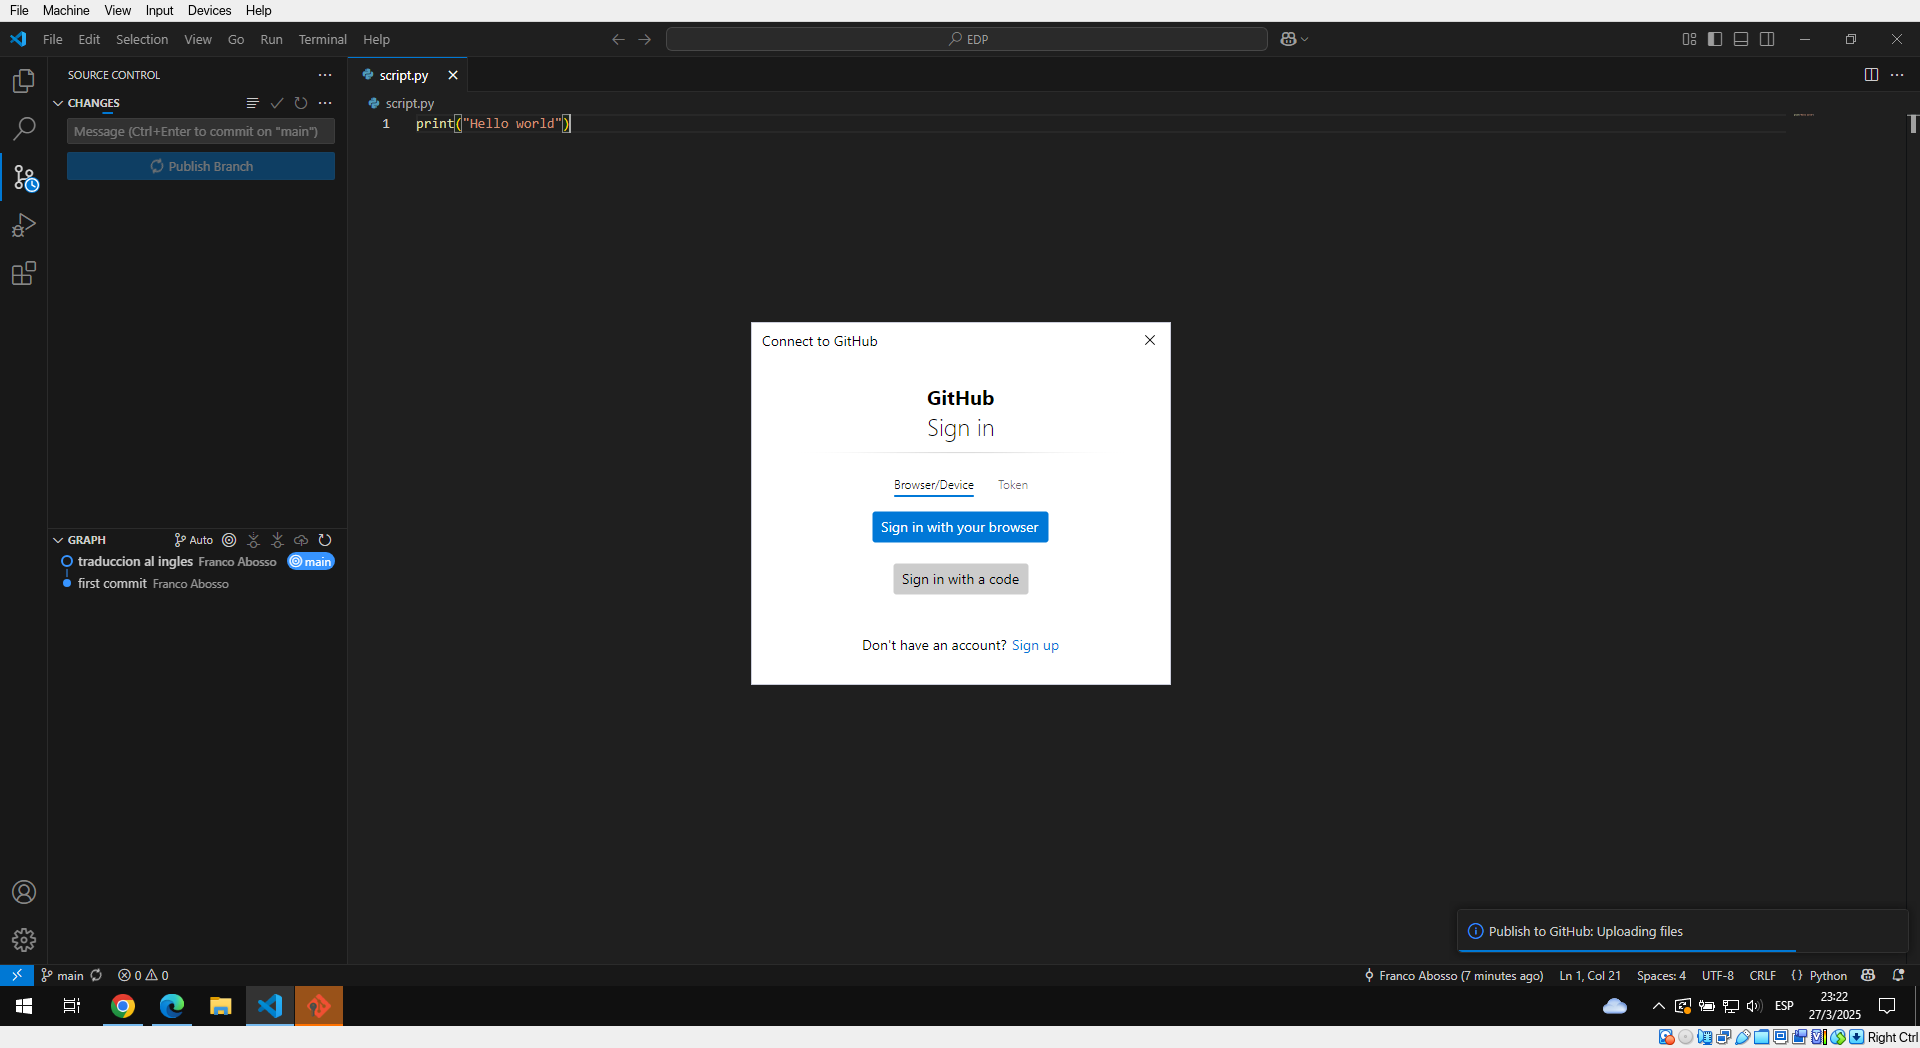 File Machine View Input Devices Help
File Edit Selection View Go Run Terminal Help
EDP
SOURCE CONTROL
CHANGES
Message (Ctrl+Enter to commit on "main")
Publish Branch
script.py
script.py
1 print("Hello world")
Connect to GitHub
GitHub
Sign in
Browser/Device Token
Sign in with your browser
Sign in with a code
Don't have an account? Sign up
GRAPH Auto
traduccion al ingles Franco Abosso main
first commit Franco Abosso
Publish to GitHub: Uploading files
main 0 0 Franco Abosso (7 minutes ago) Ln 1, Col 21 Spaces: 4 UTF-8 CRLF {} Python
ESP
23:22
27/3/2025
Right Ctrl